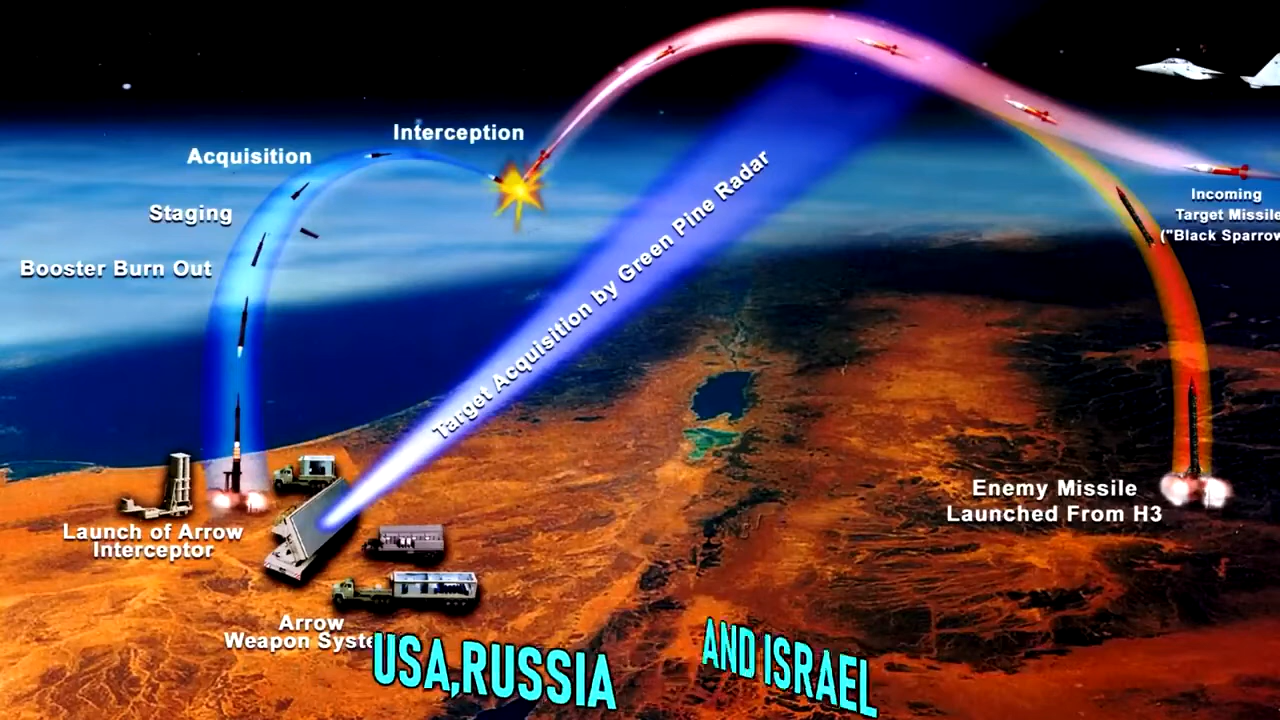 Interception
Acquisition
Staging
Booster Burn Out
Target Acquisition by Green Pine Radar
Incoming
Target Missile
("Black Sparrow
Enemy Missile
Launched From H3
Launch of Arrow
Interceptor
Arrow
Weapon Syste
USA,RUSSIA
AND ISRAEL